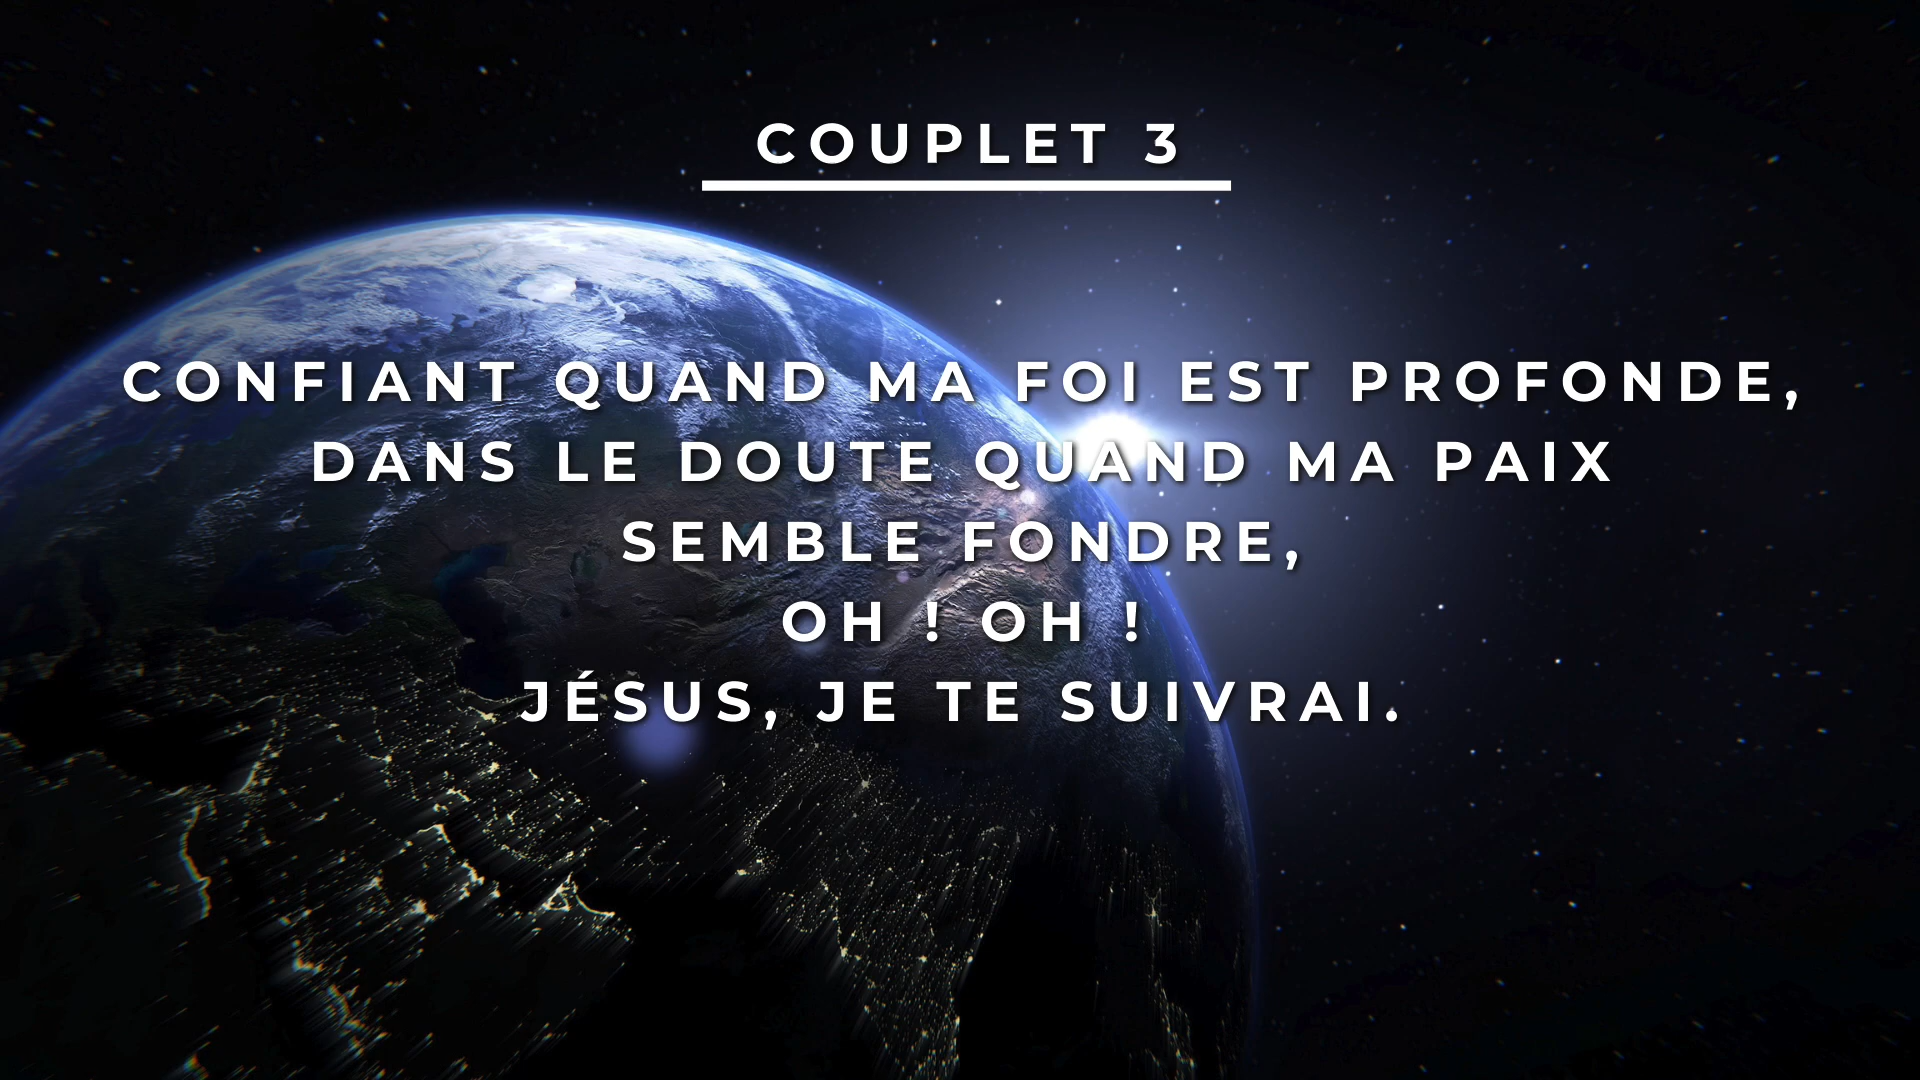 COUPLET 3
CONFIANT QUAND MA FOI EST PROFONDE,
DANS LE DOUTE QUAND MA PAIX
SEMBLE FONDRE,
OH ! OH !
JÉSUS, JE TE SUIVRAI.